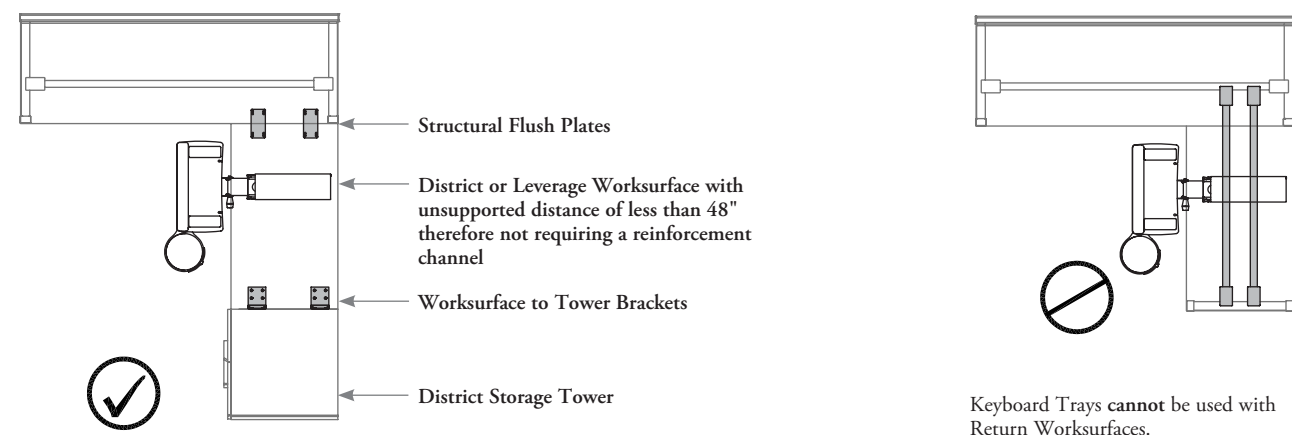 Structural Flush Plates
District or Leverage Worksurface with
unsupported distance of less than 48"
therefore not requiring a reinforcement
channel
Worksurface to Tower Brackets
District Storage Tower
Keyboard Trays cannot be used with
Return Worksurfaces.